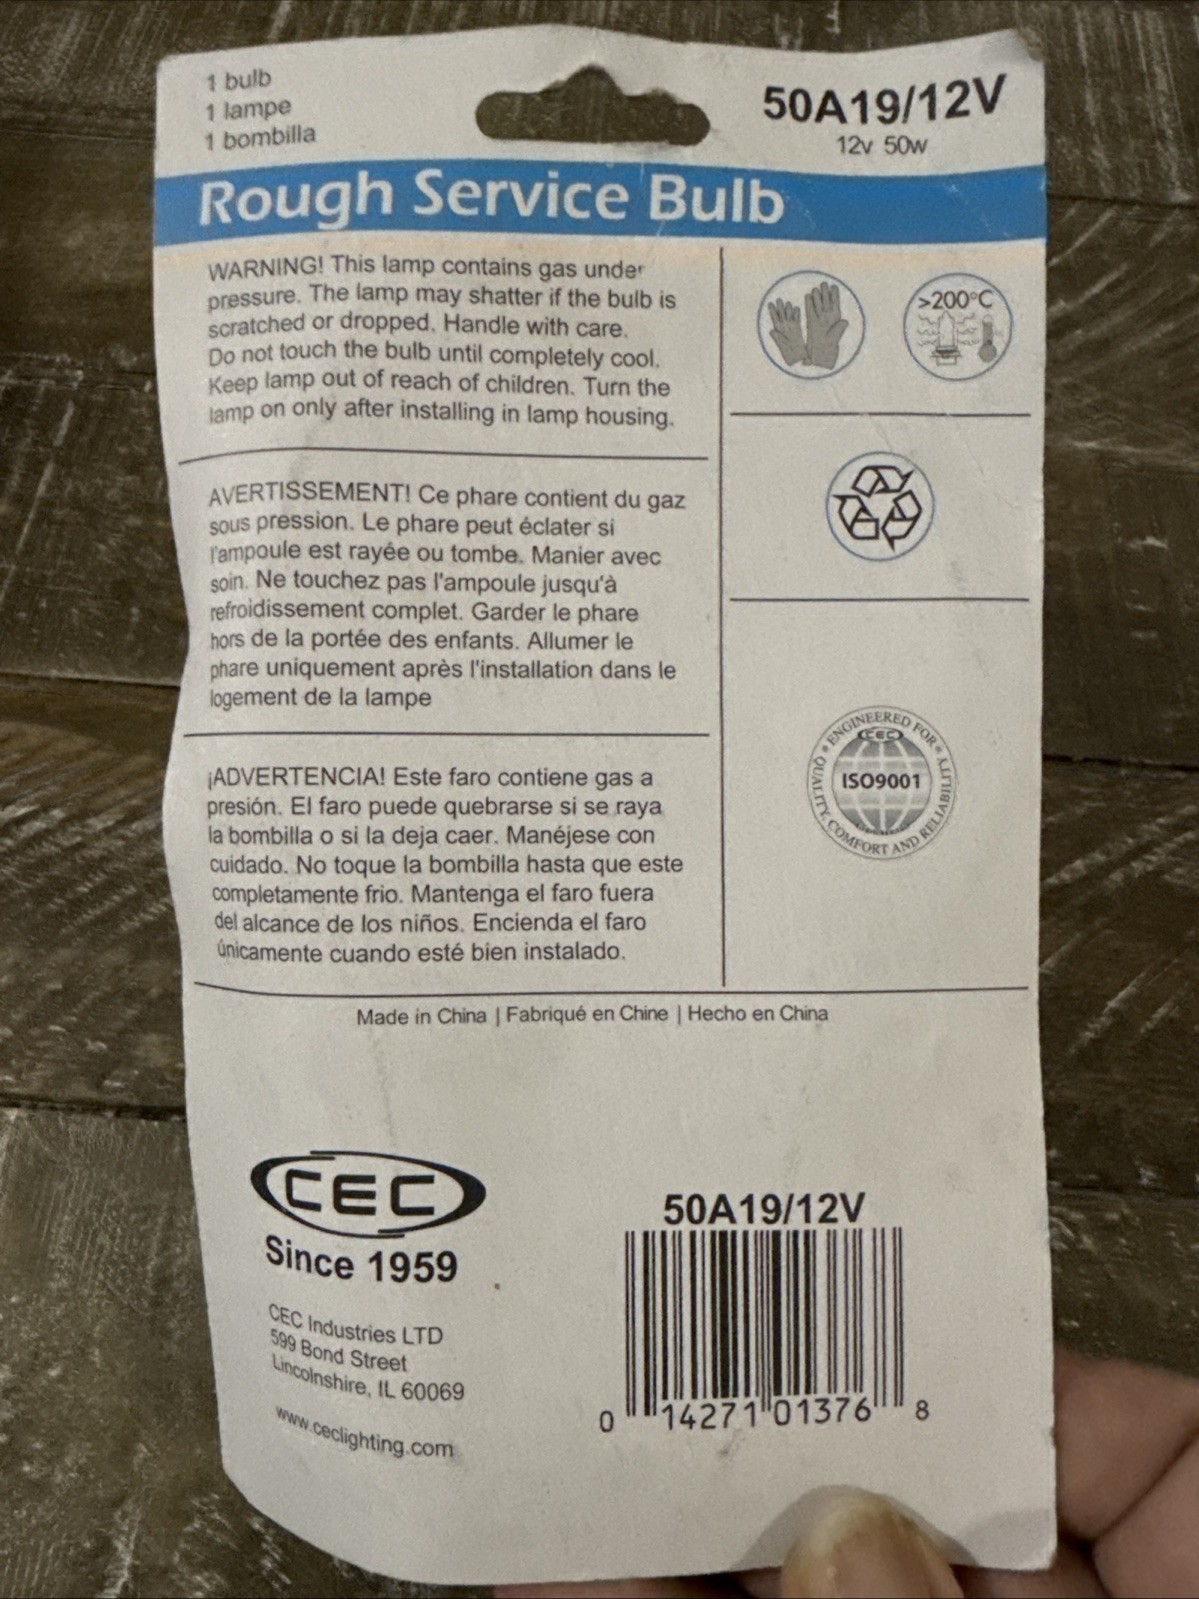 1 bulb
1 lampe
1 bombilla
50A19/12V
12v 50w
Rough Service Bulb
WARNING! This lamp contains gas under
pressure. The lamp may shatter if the bulb is
scratched or dropped. Handle with care.
Do not touch the bulb until completely cool.
Keep lamp out of reach of children. Turn the
lamp on only after installing in lamp housing.
>200°C
AVERTISSEMENT! Ce phare contient du gaz
sous pression. Le phare peut éclater si
l'ampoule est rayée ou tombe. Manier avec
soin. Ne touchez pas l'ampoule jusqu'à
refroidissement complet. Garder le phare
hors de la portée des enfants. Allumer le
phare uniquement après l'installation dans le
logement de la lampe
¡ADVERTENCIA! Este faro contiene gas a
presión. El faro puede quebrarse si se raya
la bombilla o si la deja caer. Manéjese con
cuidado. No toque la bombilla hasta que este
completamente frio. Mantenga el faro fuera
del alcance de los niños. Encienda el faro
únicamente cuando esté bien instalado.
ENGINEERED FOR
QUALITY, COMFORT AND RELIABILITY
CEC
ISO9001
Made in China | Fabriqué en Chine | Hecho en China
CEC
Since 1959
CEC Industries LTD
599 Bond Street
Lincolnshire, IL 60069
www.ceclighting.com
50A19/12V
0 14271 01376 8